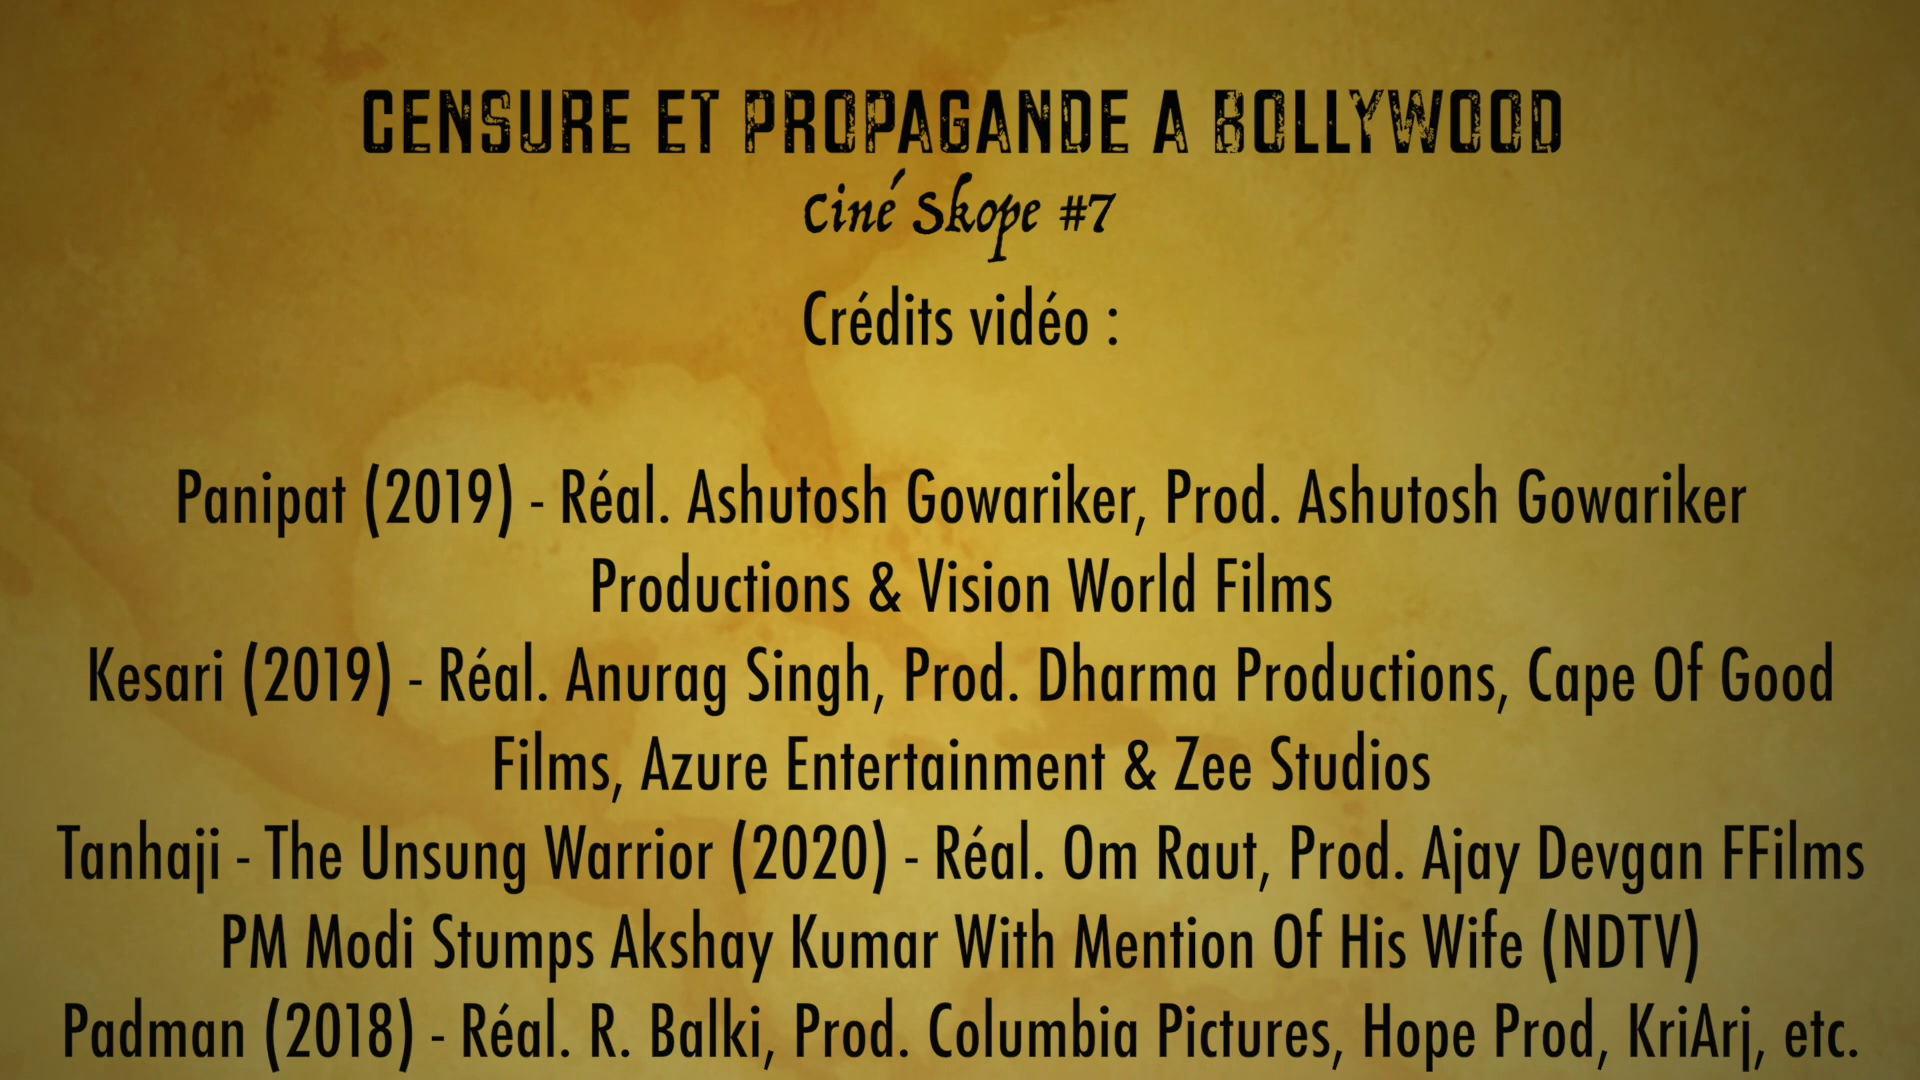 CENSURE ET PROPAGANDE A BOLLYWOOD
Ciné Skope #7
Crédits vidéo :
Panipat (2019) - Réal. Ashutosh Gowariker, Prod. Ashutosh Gowariker
Productions & Vision World Films
Kesari (2019) - Réal. Anurag Singh, Prod. Dharma Productions, Cape Of Good
Films, Azure Entertainment & Zee Studios
Tanhaji - The Unsung Warrior (2020) - Réal. Om Raut, Prod. Ajay Devgan FFilms
PM Modi Stumps Akshay Kumar With Mention Of His Wife (NDTV)
Padman (2018) - Réal. R. Balki, Prod. Columbia Pictures, Hope Prod, KriArj, etc.